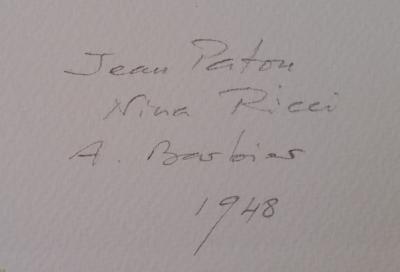 Jean Patou
Nina Ricci
A. Barbier
1948